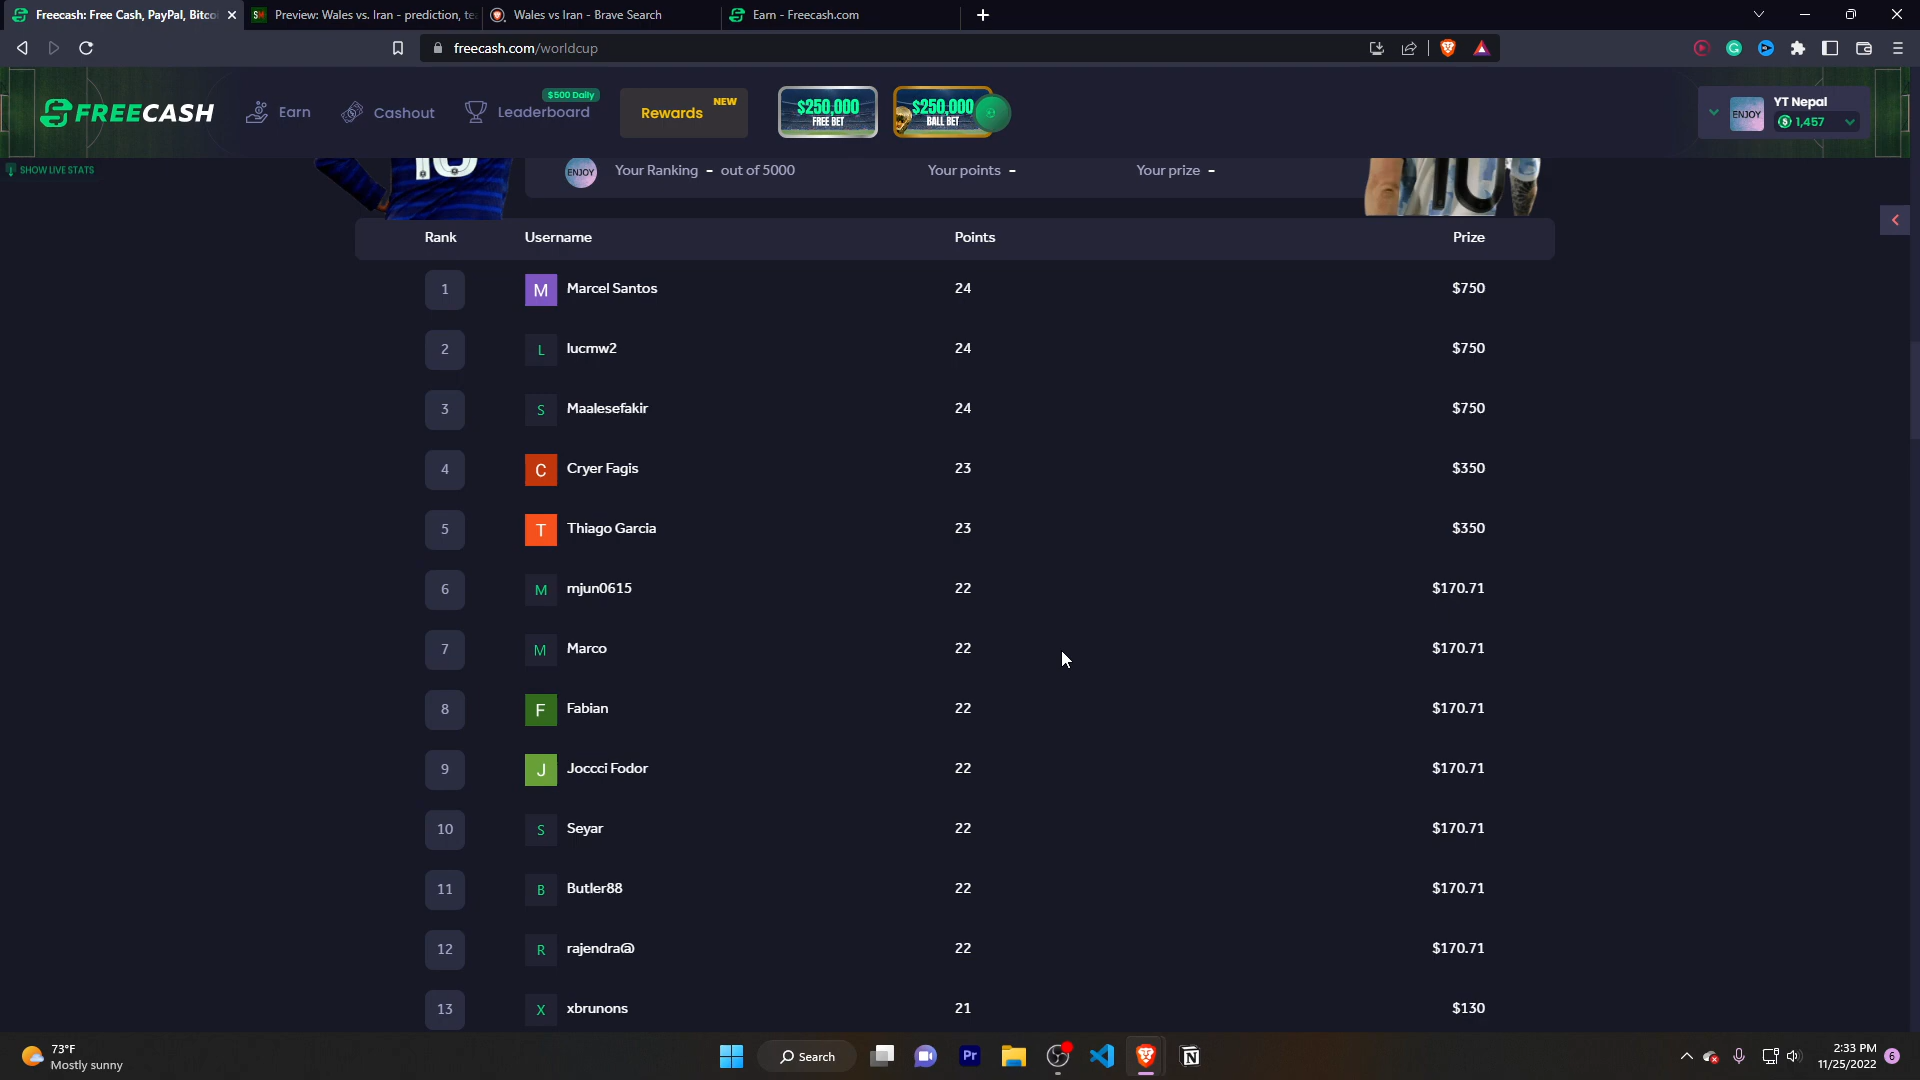 Freecash: Free Cash, PayPal, Bitcoi
Preview: Wales vs. Iran - prediction, te
Wales vs Iran - Brave Search
Earn - Freecash.com
freecash.com/worldcup
FREECASH
Earn
Cashout
$500 Daily
Leaderboard
Rewards
NEW
$250,000
FREE BET
$250,000
BALL BET
ENJOY
YT Nepal
1,457
SHOW LIVE STATS
ENJOY
Your Ranking - out of 5000
Your points -
Your prize -
10
Rank Username Points Prize
1 M Marcel Santos 24 $750
2 L lucmw2 24 $750
3 S Maalesefakir 24 $750
4 C Cryer Fagis 23 $350
5 T Thiago Garcia 23 $350
6 M mjun0615 22 $170.71
7 M Marco 22 $170.71
8 F Fabian 22 $170.71
9 J Joccci Fodor 22 $170.71
10 S Seyar 22 $170.71
11 B Butler88 22 $170.71
12 R rajendra@ 22 $170.71
13 X xbrunons 21 $130
73°F
Mostly sunny
Search
Pr
2:33 PM
11/25/2022
6